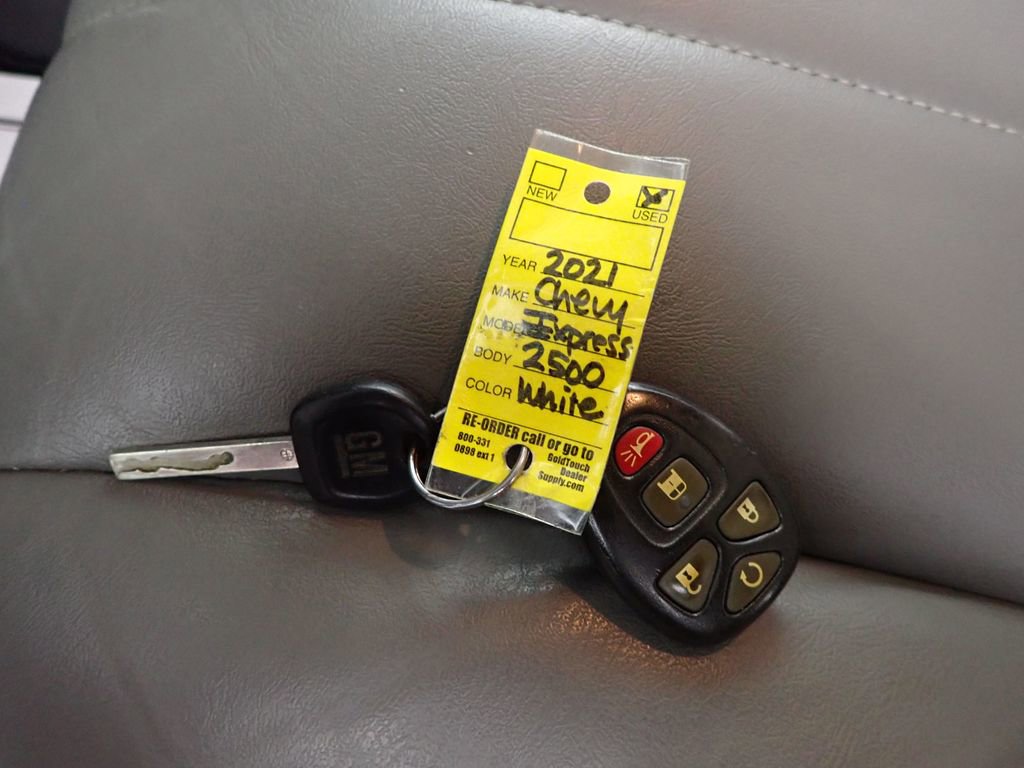 NEW
USED
YEAR 2021
MAKE Chevy
MODEL Express
BODY 2500
COLOR White
RE-ORDER call or go to
800-331 GoldTouch
0898 ext 1 Dealer
Supply.com
GM